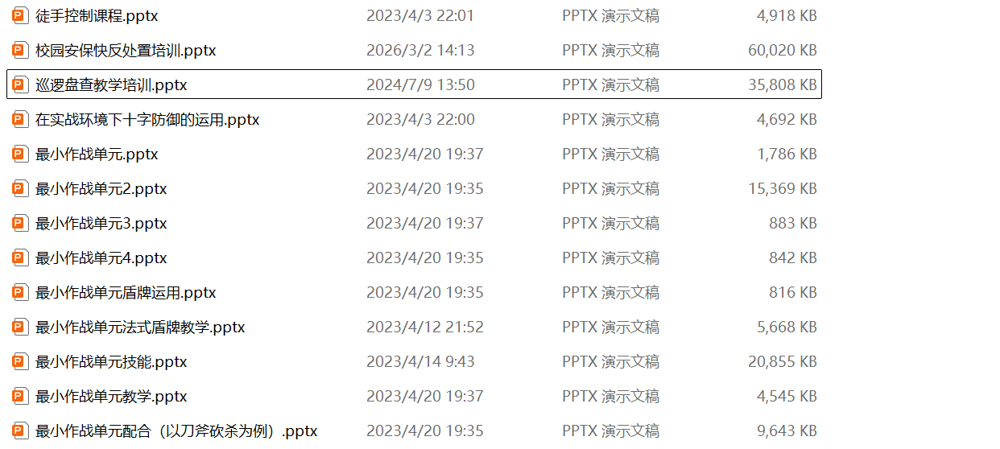 徒手控制课程.pptx 2023/4/3 22:01 PPTX 演示文稿 4,918 KB
校园安保快反处置培训.pptx 2026/3/2 14:13 PPTX 演示文稿 60,020 KB
巡逻盘查教学培训.pptx 2024/7/9 13:50 PPTX 演示文稿 35,808 KB
在实战环境下十字防御的运用.pptx 2023/4/3 22:00 PPTX 演示文稿 4,692 KB
最小作战单元.pptx 2023/4/20 19:37 PPTX 演示文稿 1,786 KB
最小作战单元2.pptx 2023/4/20 19:35 PPTX 演示文稿 15,369 KB
最小作战单元3.pptx 2023/4/20 19:37 PPTX 演示文稿 883 KB
最小作战单元4.pptx 2023/4/20 19:35 PPTX 演示文稿 842 KB
最小作战单元盾牌运用.pptx 2023/4/20 19:35 PPTX 演示文稿 816 KB
最小作战单元法式盾牌教学.pptx 2023/4/12 21:52 PPTX 演示文稿 5,668 KB
最小作战单元技能.pptx 2023/4/14 9:43 PPTX 演示文稿 20,855 KB
最小作战单元教学.pptx 2023/4/20 19:37 PPTX 演示文稿 4,545 KB
最小作战单元配合（以刀斧砍杀为例）.pptx 2023/4/20 19:35 PPTX 演示文稿 9,643 KB